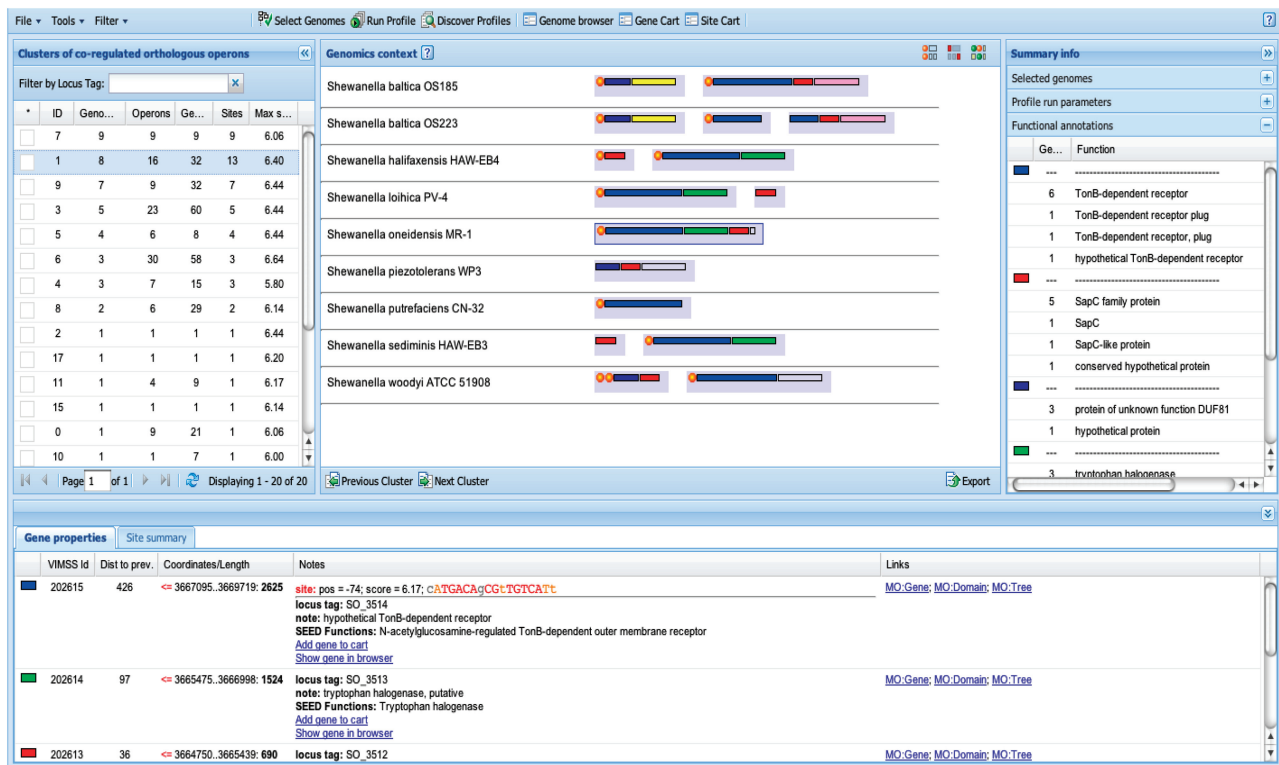 File Tools Filter Select Genomes Run Profile Discover Profiles Genome browser Gene Cart Site Cart ?
Clusters of co-regulated orthologous operons
Filter by Locus Tag: x
* ID Geno... Operons Ge... Sites Max s...
7 9 9 9 9 6.06
1 8 16 32 13 6.40
9 7 9 32 7 6.44
3 5 23 60 5 6.44
5 4 6 8 4 6.44
6 3 30 58 3 6.64
4 3 7 15 3 5.80
8 2 6 29 2 6.14
2 1 1 1 1 6.44
17 1 1 1 1 6.20
11 1 4 9 1 6.17
15 1 1 1 1 6.14
0 1 9 21 1 6.06
10 1 1 7 1 6.00
Page 1 of 1 Displaying 1 - 20 of 20
Genomics context ?
Shewanella baltica OS185
Shewanella baltica OS223
Shewanella halifaxensis HAW-EB4
Shewanella loihica PV-4
Shewanella oneidensis MR-1
Shewanella piezotolerans WP3
Shewanella putrefaciens CN-32
Shewanella sediminis HAW-EB3
Shewanella woodyi ATCC 51908
Previous Cluster Next Cluster Export
Summary info
Selected genomes
Profile run parameters
Functional annotations
Ge... Function
--- ----------------------------------------
6 TonB-dependent receptor
1 TonB-dependent receptor plug
1 TonB-dependent receptor, plug
1 hypothetical TonB-dependent receptor
--- ----------------------------------------
5 SapC family protein
1 SapC
1 SapC-like protein
1 conserved hypothetical protein
--- ----------------------------------------
3 protein of unknown function DUF81
1 hypothetical protein
--- ----------------------------------------
3 tryptophan halogenase
Gene properties Site summary
VIMSS Id Dist to prev. Coordinates/Length Notes Links
202615 426 <= 3667095..3669719: 2625 site: pos = -74; score = 6.17; cATGACAgCGtTGTCATt MO:Gene; MO:Domain; MO:Tree
locus tag: SO_3514
note: hypothetical TonB-dependent receptor
SEED Functions: N-acetylglucosamine-regulated TonB-dependent outer membrane receptor
Add gene to cart
Show gene in browser
202614 97 <= 3665475..3666998: 1524 locus tag: SO_3513 MO:Gene; MO:Domain; MO:Tree
note: tryptophan halogenase, putative
SEED Functions: Tryptophan halogenase
Add gene to cart
Show gene in browser
202613 36 <= 3664750..3665439: 690 locus tag: SO_3512 MO:Gene; MO:Domain; MO:Tree